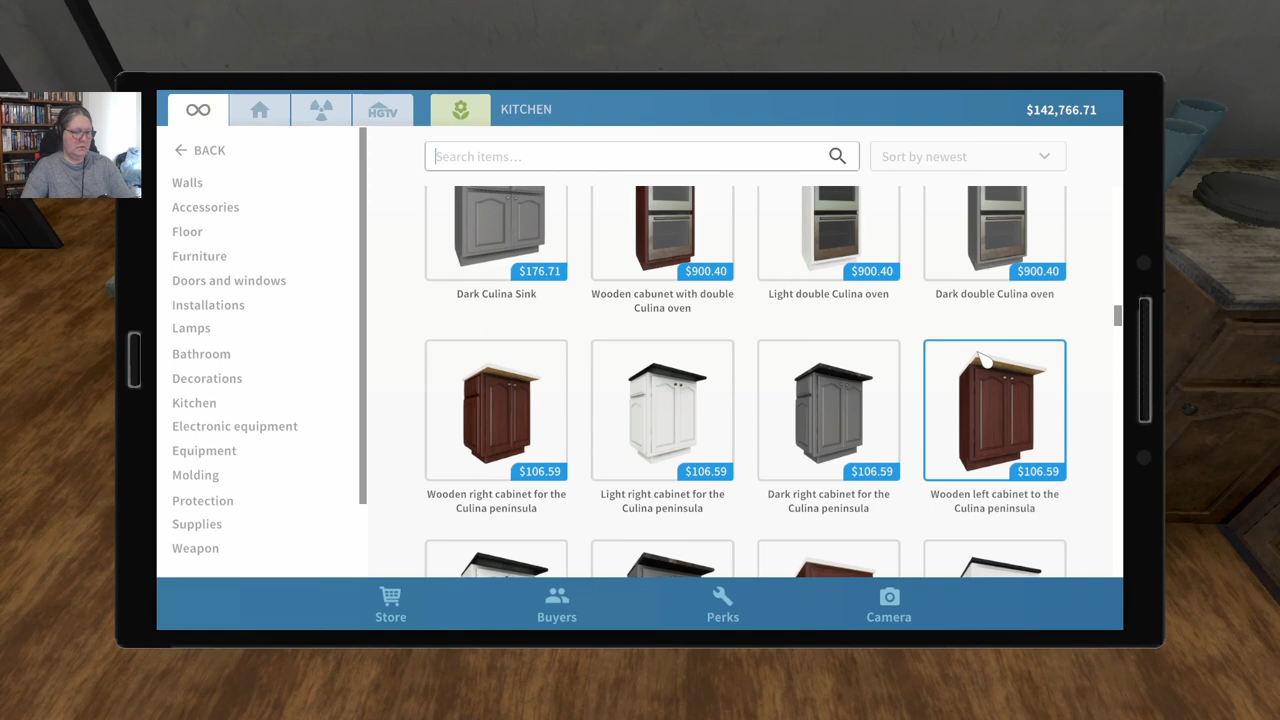 HGTV
KITCHEN
$142,766.71
BACK
Search items...
Sort by newest
Walls
Accessories
Floor
Furniture
Doors and windows
Installations
Lamps
Bathroom
Decorations
Kitchen
Electronic equipment
Equipment
Molding
Protection
Supplies
Weapon
$176.71
$900.40
$900.40
$900.40
Dark Culina Sink
Wooden cabunet with double
Culina oven
Light double Culina oven
Dark double Culina oven
$106.59
$106.59
$106.59
$106.59
Wooden right cabinet for the
Culina peninsula
Light right cabinet for the
Culina peninsula
Dark right cabinet for the
Culina peninsula
Wooden left cabinet to the
Culina peninsula
Store
Buyers
Perks
Camera